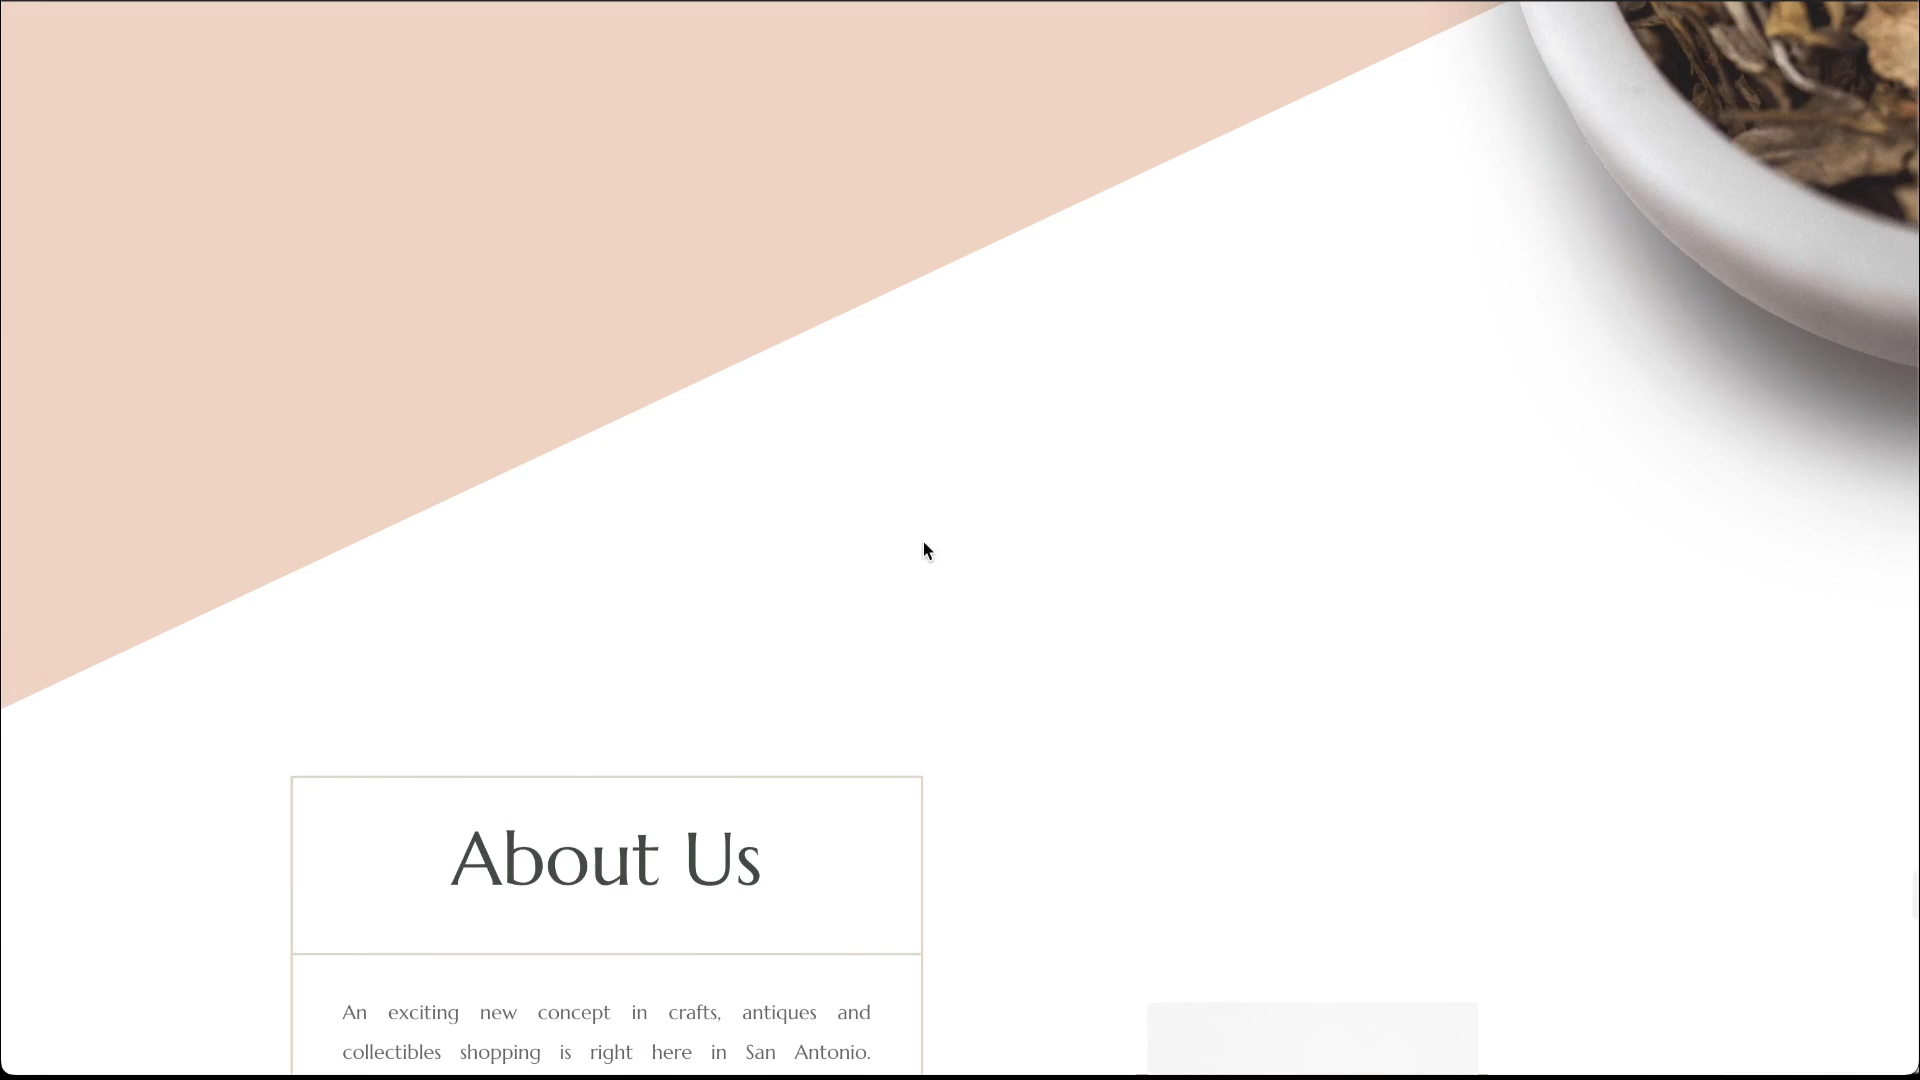 About Us
An exciting new concept in crafts, antiques and
collectibles shopping is right here in San Antonio.